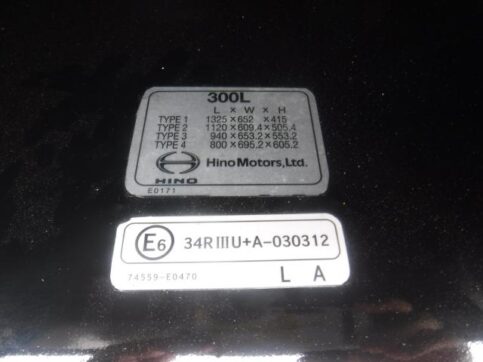 300L
L × W × H
TYPE 1 1325×652 ×415
TYPE 2 1120×609.4×505.4
TYPE 3 940×653.2×553.2
TYPE 4 800×695.2×605.2
HINO Hino Motors, Ltd.
E0171
E6 34RIIIU+A-030312
74559-E0470 L A